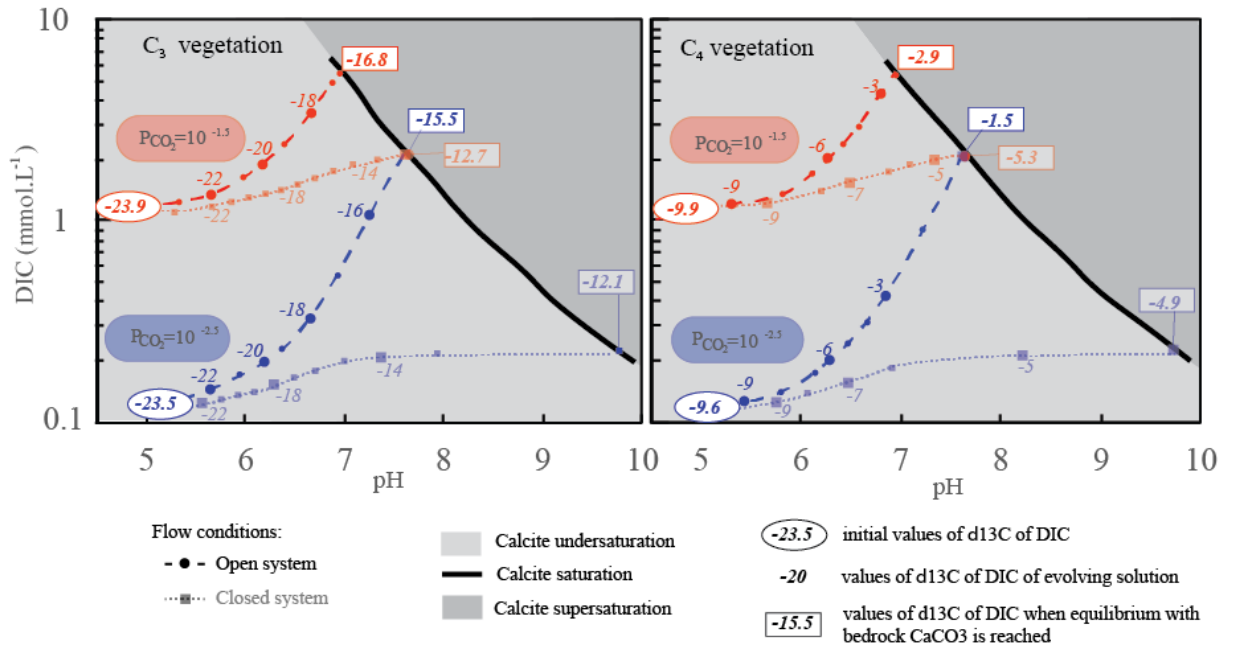 10
1
0.1
DIC (mmol.L-1)
C3 vegetation
-16.8
-18
-15.5
PCO2=10 -1.5
-20
-12.7
-14
-22
-18
-23.9
-22
-16
-12.1
-18
PCO2=10 -2.5
-20
-22
-14
-18
-23.5
-22
5 6 7 8 9 10
pH
C4 vegetation
-2.9
-3
-1.5
PCO2=10 -1.5
-6
-5.3
-5
-9
-7
-9.9
-9
-3
-4.9
PCO2=10 -2.5
-6
-5
-9
-7
-9.6
-9
5 6 7 8 9 10
pH
Flow conditions:
Open system
Closed system
Calcite undersaturation
Calcite saturation
Calcite supersaturation
-23.5 initial values of d13C of DIC
-20 values of d13C of DIC of evolving solution
-15.5 values of d13C of DIC when equilibrium with
bedrock CaCO3 is reached